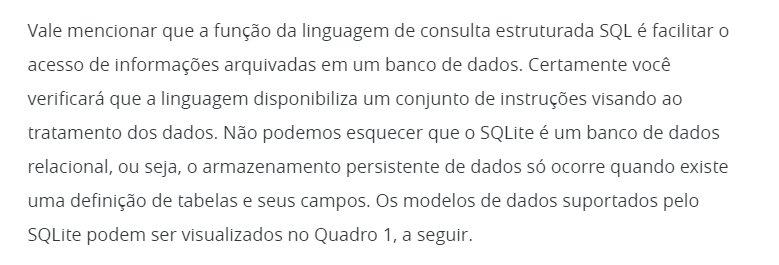 Vale mencionar que a função da linguagem de consulta estruturada SQL é facilitar o
acesso de informações arquivadas em um banco de dados. Certamente você
verificará que a linguagem disponibiliza um conjunto de instruções visando ao
tratamento dos dados. Não podemos esquecer que o SQLite é um banco de dados
relacional, ou seja, o armazenamento persistente de dados só ocorre quando existe
uma definição de tabelas e seus campos. Os modelos de dados suportados pelo
SQLite podem ser visualizados no Quadro 1, a seguir.